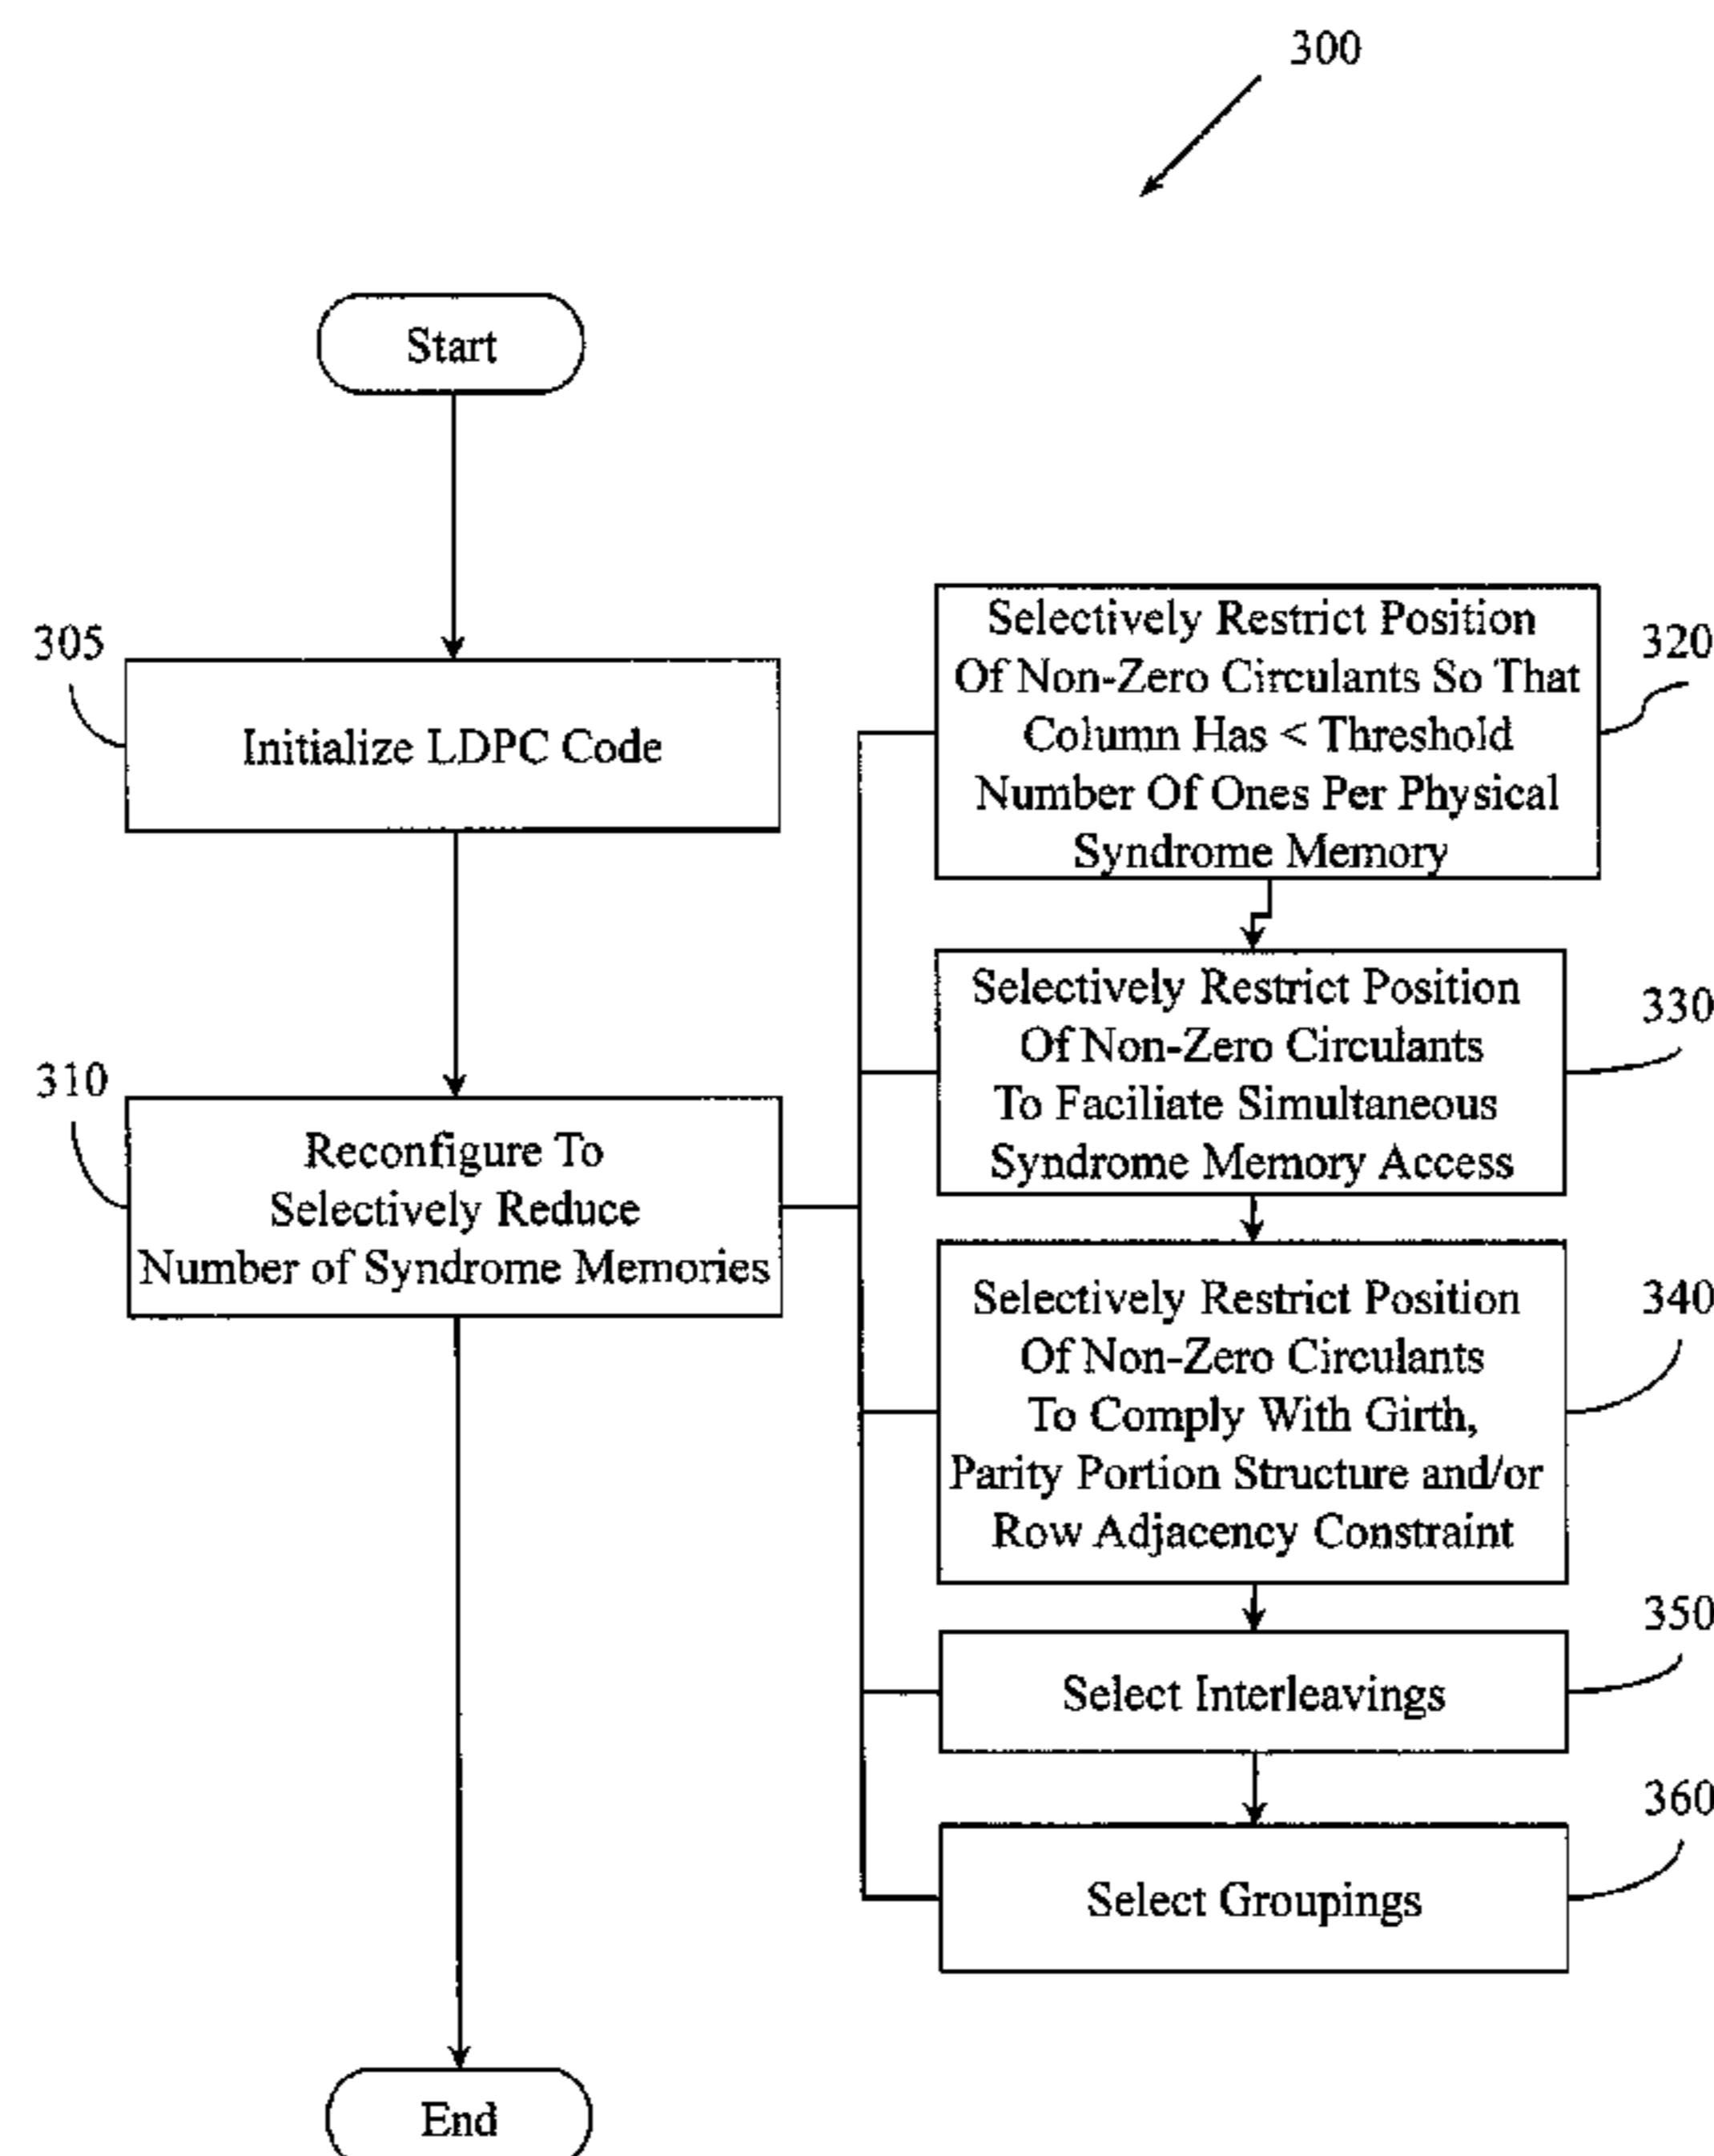 300
Start
305
Initialize LDPC Code
310
Reconfigure To
Selectively Reduce
Number of Syndrome Memories
Selectively Restrict Position
Of Non-Zero Circulants So That
Column Has < Threshold
Number Of Ones Per Physical
Syndrome Memory
320
Selectively Restrict Position
Of Non-Zero Circulants
To Faciliate Simultaneous
Syndrome Memory Access
330
Selectively Restrict Position
Of Non-Zero Circulants
To Comply With Girth,
Parity Portion Structure and/or
Row Adjacency Constraint
340
Select Interleavings
350
Select Groupings
360
End